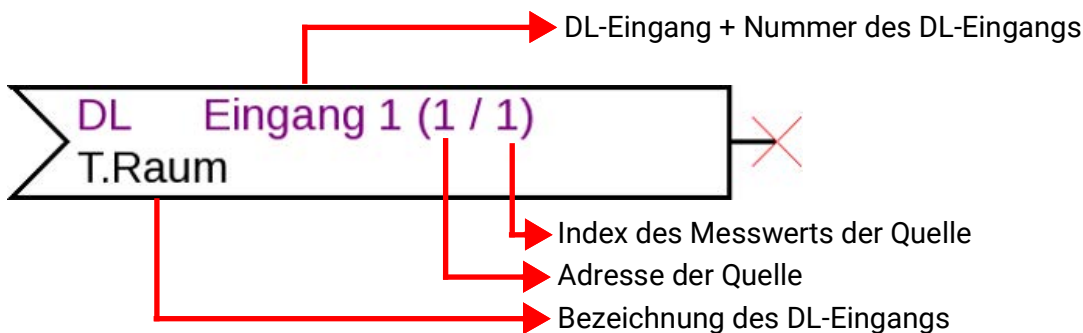 DL-Eingang + Nummer des DL-Eingangs
DL Eingang 1 (1 / 1)
T.Raum
Index des Messwerts der Quelle
Adresse der Quelle
Bezeichnung des DL-Eingangs